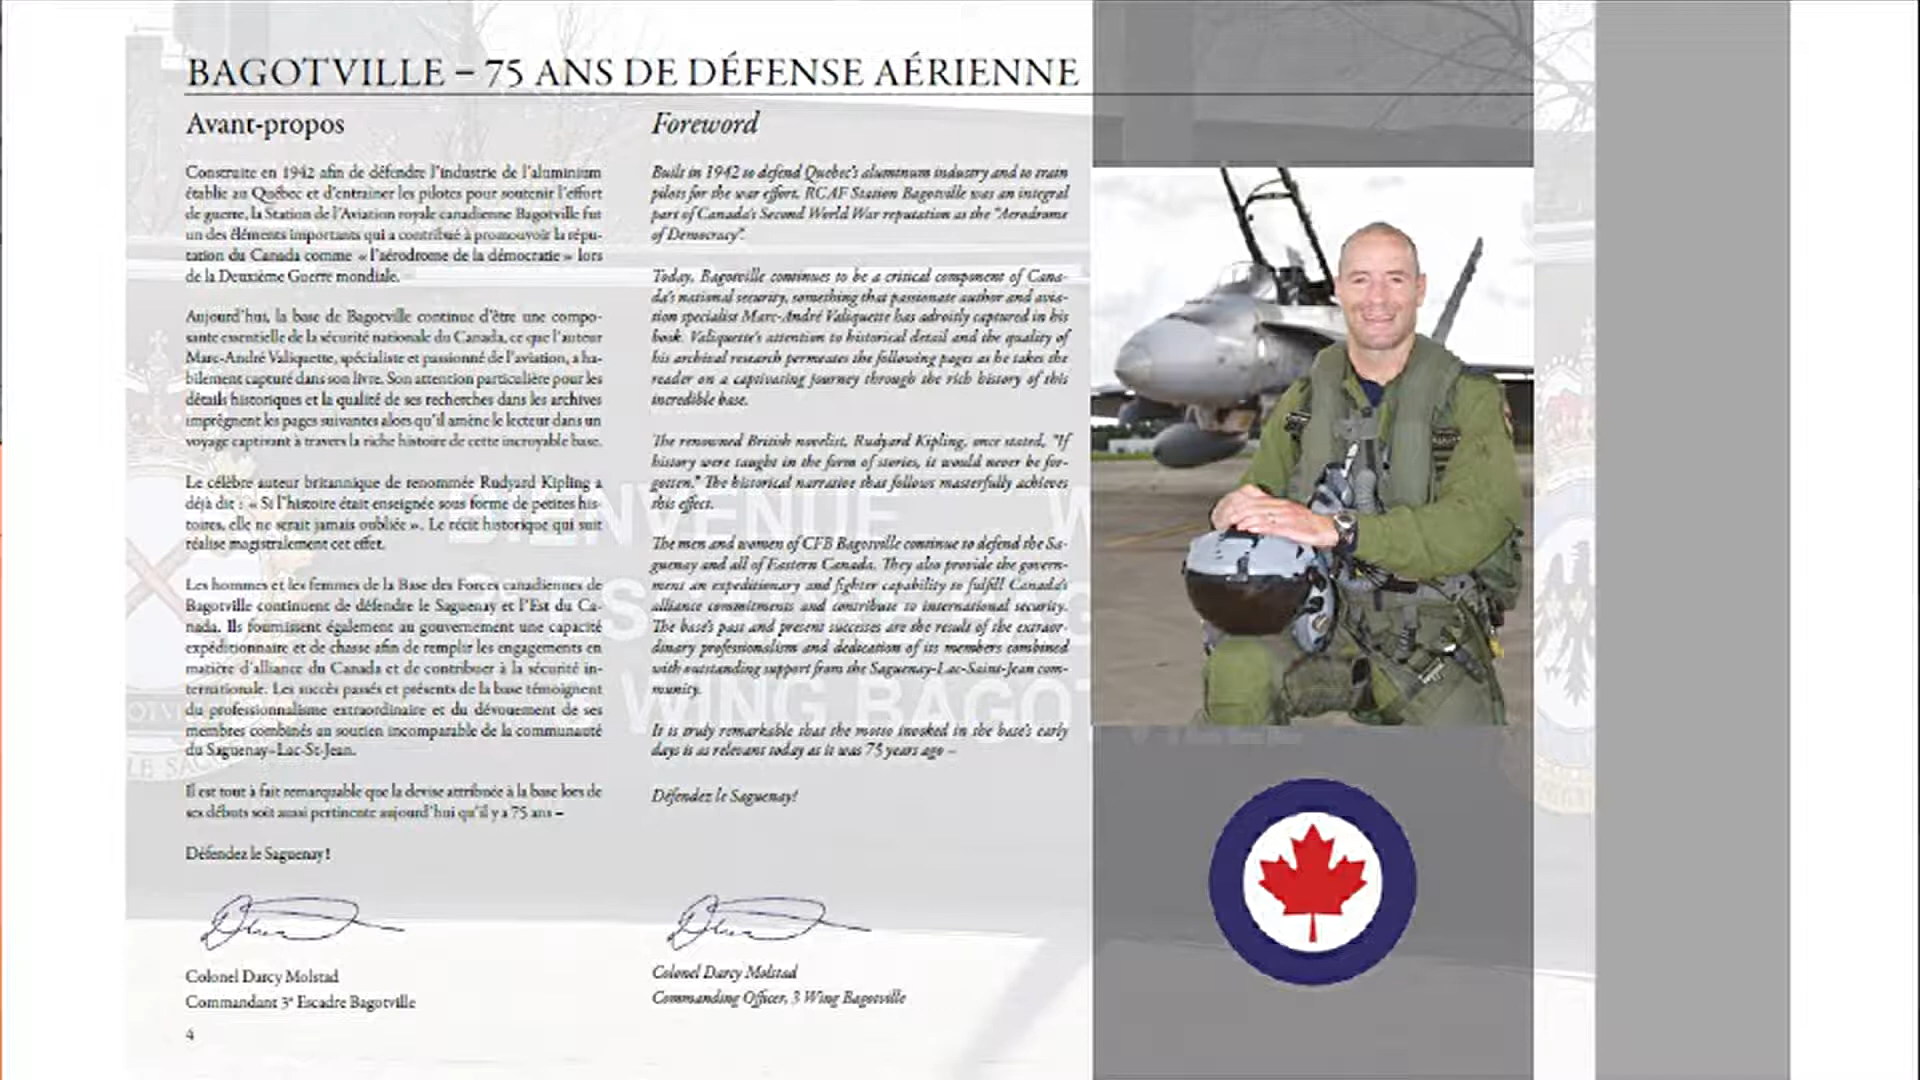 BAGOTVILLE – 75 ANS DE DÉFENSE AÉRIENNE
Avant-propos
Construite en 1942 afin de défendre l'industrie de l'aluminium
établie au Québec et d'entrainer les pilotes pour soutenir l'effort
de guerre, la Station de l'Aviation royale canadienne Bagotville fut
un des éléments importants qui a contribué à promouvoir la répu-
tation du Canada comme « l'aérodrome de la démocratie » lors
de la Deuxième Guerre mondiale.
Aujourd'hui, la base de Bagotville continue d'être une compo-
sante essentielle de la sécurité nationale du Canada, ce que l'auteur
Marc-André Valiquette, spécialiste et passionné de l'aviation, a ha-
bilement capturé dans son livre. Son attention particulière pour les
détails historiques et la qualité de ses recherches dans les archives
imprègnent les pages suivantes alors qu'il amène le lecteur dans un
voyage captivant à travers la riche histoire de cette incroyable base.
Le célèbre auteur britannique de renommée Rudyard Kipling a
déjà dit : « Si l'histoire était enseignée sous forme de petites his-
toires, elle ne serait jamais oubliée ». Le récit historique qui suit
réalise magistralement cet effet.
Les hommes et les femmes de la Base des Forces canadiennes de
Bagotville continuent de défendre le Saguenay et l'Est du Ca-
nada. Ils fournissent également au gouvernement une capacité
expéditionnaire et de chasse afin de remplir les engagements en
matière d'alliance du Canada et de contribuer à la sécurité in-
ternationale. Les succès passés et présents de la base témoignent
du professionnalisme extraordinaire et du dévouement de ses
membres combinés au soutien incomparable de la communauté
du Saguenay–Lac-St-Jean.
Il est tout à fait remarquable que la devise attribuée à la base lors de
ses débuts soit aussi pertinente aujourd'hui qu'il y a 75 ans –
Défendez le Saguenay!
Colonel Darcy Molstad
Commandant 3e Escadre Bagotville
4
Foreword
Built in 1942 to defend Quebec's aluminum industry and to train
pilots for the war effort, RCAF Station Bagotville was an integral
part of Canada's Second World War reputation as the "Aerodrome
of Democracy".
Today, Bagotville continues to be a critical component of Cana-
da's national security, something that passionate author and avia-
tion specialist Marc-André Valiquette has adroitly captured in his
book. Valiquette's attention to historical detail and the quality of
his archival research permeates the following pages as he takes the
reader on a captivating journey through the rich history of this
incredible base.
The renowned British novelist, Rudyard Kipling, once stated, "If
history were taught in the form of stories, it would never be for-
gotten." The historical narrative that follows masterfully achieves
this effect.
The men and women of CFB Bagotville continue to defend the Sa-
guenay and all of Eastern Canada. They also provide the govern-
ment an expeditionary and fighter capability to fulfill Canada's
alliance commitments and contribute to international security.
The base's past and present successes are the result of the extraor-
dinary professionalism and dedication of its members combined
with outstanding support from the Saguenay-Lac-Saint-Jean com-
munity.
It is truly remarkable that the motto invoked in the base's early
days is as relevant today as it was 75 years ago –
Défendez le Saguenay!
Colonel Darcy Molstad
Commanding Officer, 3 Wing Bagotville
BIENVENUE
WING BAGOTVILLE